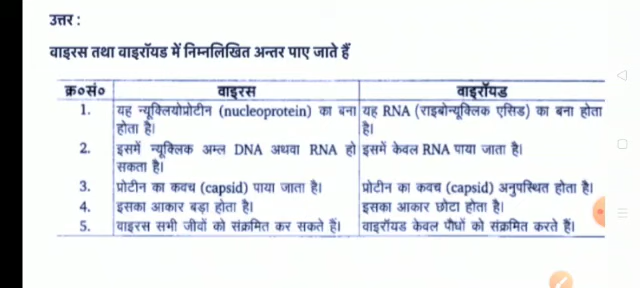 उत्तर :
वाइरस तथा वाइरॉयड में निम्नलिखित अन्तर पाए जाते हैं
क्र०सं० वाइरस वाइरॉयड
1. यह न्यूक्लियोप्रोटीन (nucleoprotein) का बना यह RNA (राइबोन्यूक्लिक एसिड) का बना होता
होता है। है।
2. इसमें न्यूक्लिक अम्ल DNA अथवा RNA हो इसमें केवल RNA पाया जाता है।
सकता है।
3. प्रोटीन का कवच (capsid) पाया जाता है। प्रोटीन का कवच (capsid) अनुपस्थित होता है।
4. इसका आकार बड़ा होता है। इसका आकार छोटा होता है।
5. वाइरस सभी जीवों को संक्रमित कर सकते हैं। वाइरॉयड केवल पौधों को संक्रमित करते हैं।